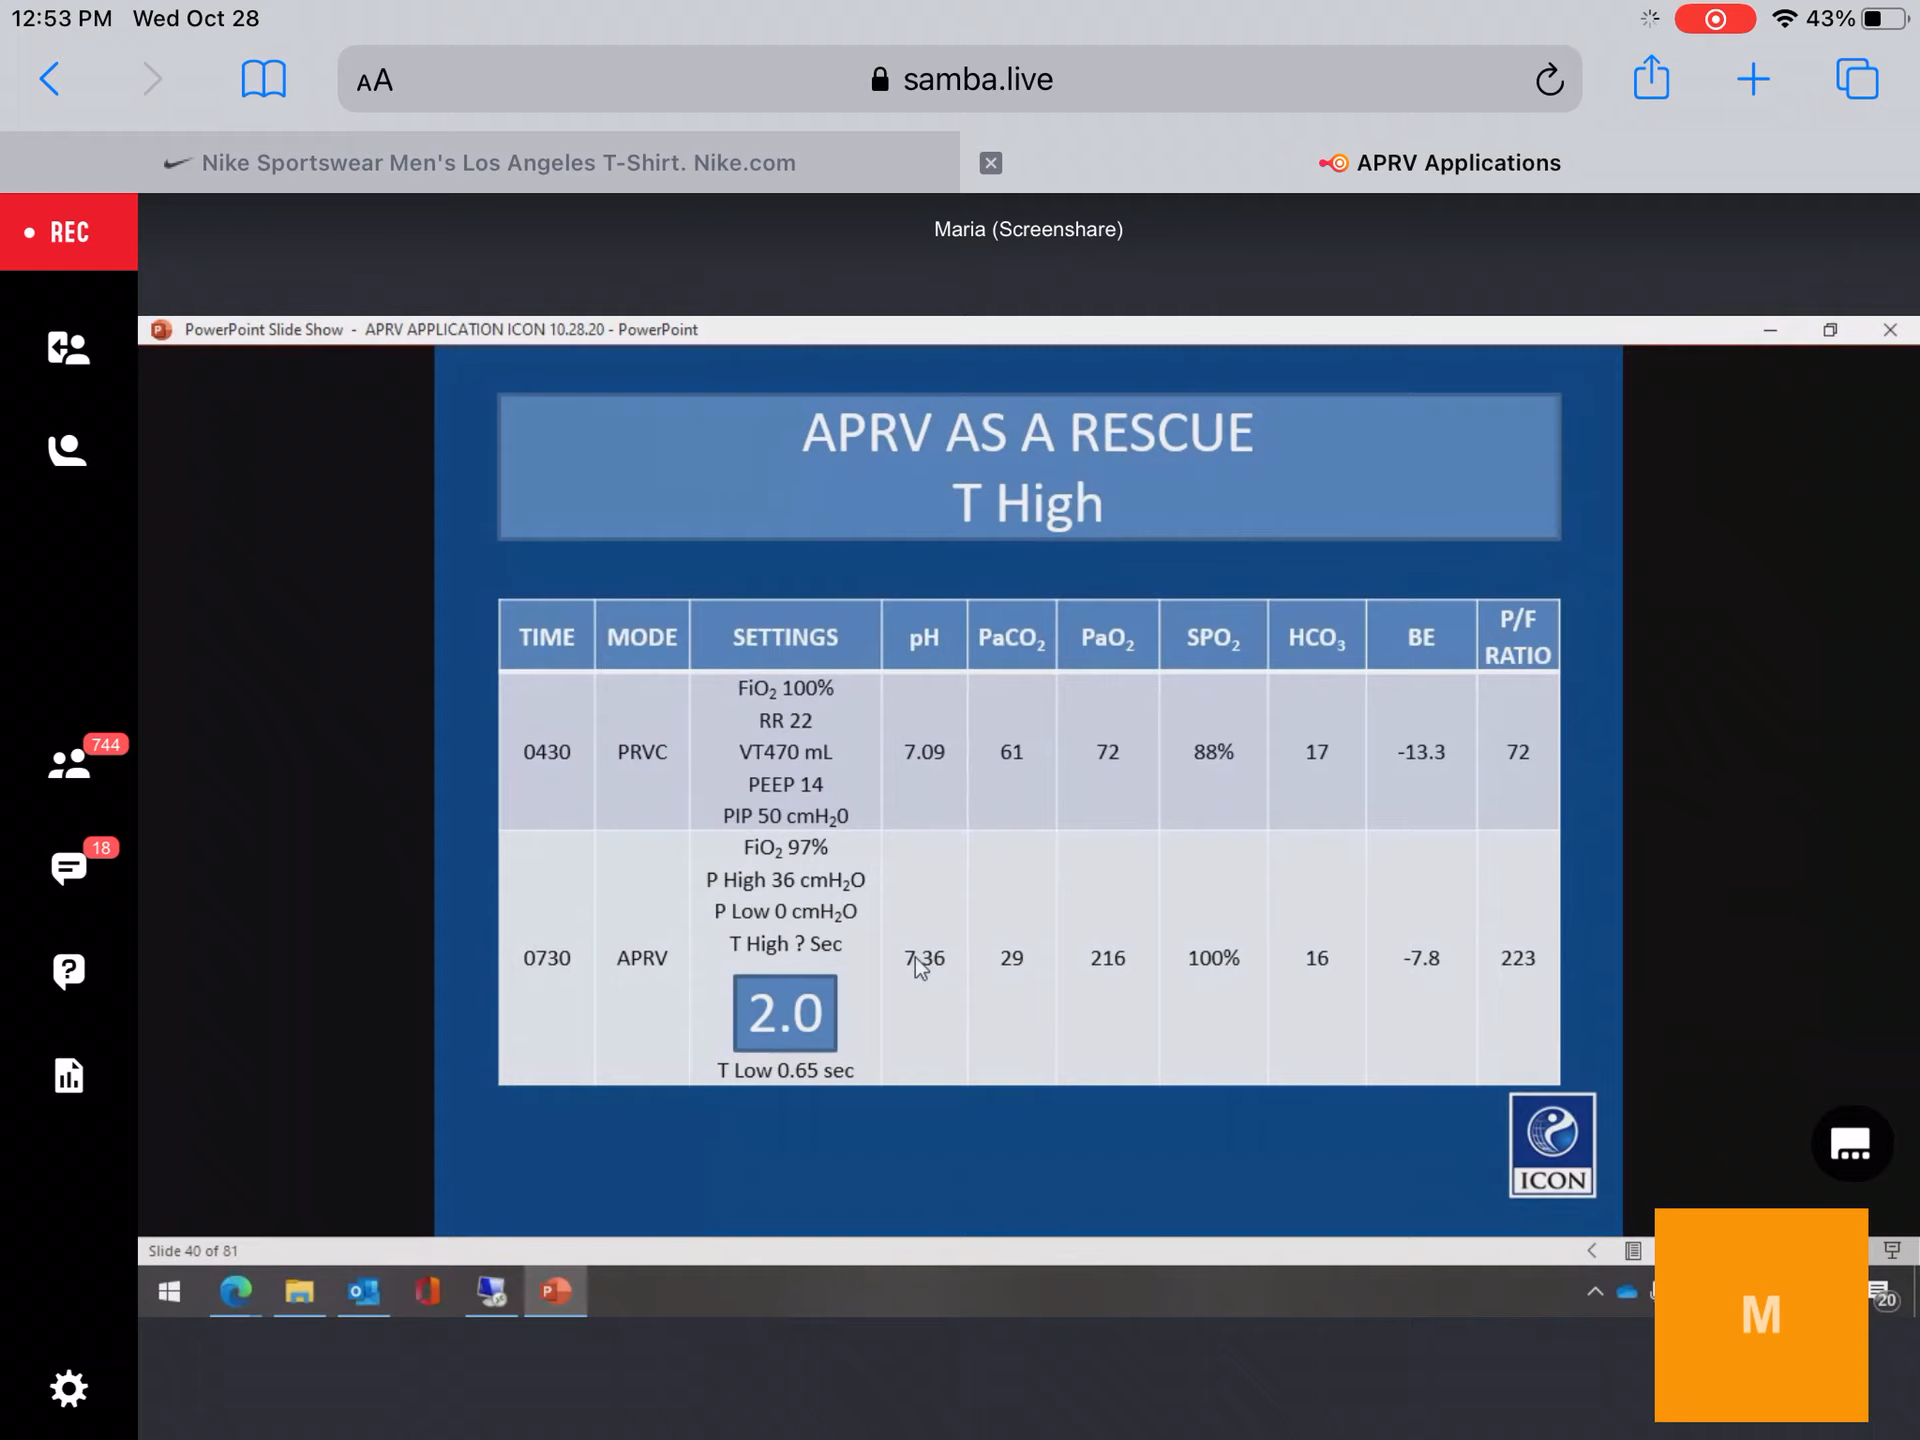 12:53 PM Wed Oct 28
43%
AA
samba.live
Nike Sportswear Men's Los Angeles T-Shirt. Nike.com
APRV Applications
REC
Maria (Screenshare)
PowerPoint Slide Show - APRV APPLICATION ICON 10.28.20 - PowerPoint
APRV AS A RESCUE
T High
TIME MODE SETTINGS pH PaCO₂ PaO₂ SPO₂ HCO₃ BE P/F RATIO
FiO₂ 100%
RR 22
0430 PRVC VT470 mL 7.09 61 72 88% 17 -13.3 72
PEEP 14
PIP 50 cmH₂0
FiO₂ 97%
P High 36 cmH₂O
P Low 0 cmH₂O
T High ? Sec
0730 APRV 7.36 29 216 100% 16 -7.8 223
2.0
T Low 0.65 sec
ICON
744
18
Slide 40 of 81
M
20